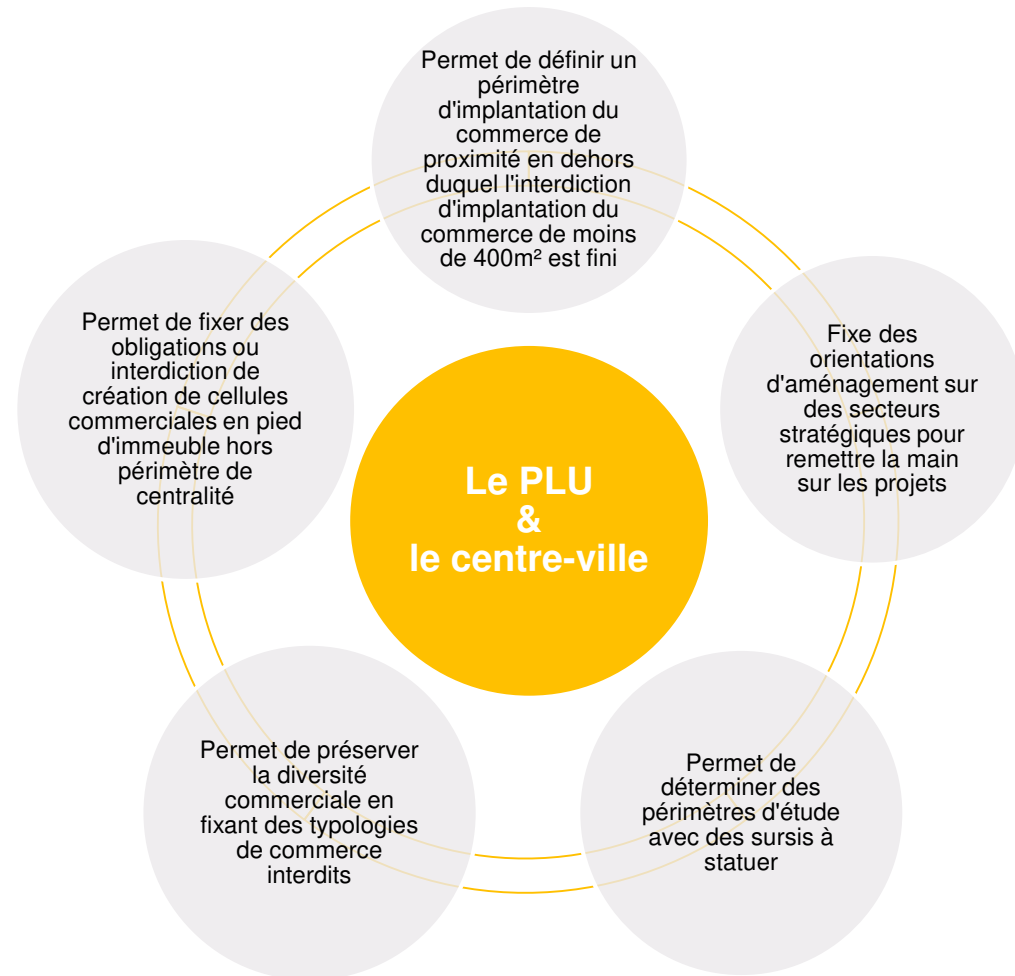 Permet de définir un
périmètre
d'implantation du
commerce de
proximité en dehors
duquel l'interdiction
d'implantation du
commerce de moins
de 400m² est fini
Fixe des
orientations
d'aménagement sur
des secteurs
stratégiques pour
remettre la main
sur les projets
Permet de
déterminer des
périmètres d'étude
avec des sursis à
statuer
Permet de préserver
la diversité
commerciale en
fixant des typologies
de commerce
interdits
Permet de fixer des
obligations ou
interdiction de
création de cellules
commerciales en pied
d'immeuble hors
périmètre de
centralité
Le PLU
&
le centre-ville